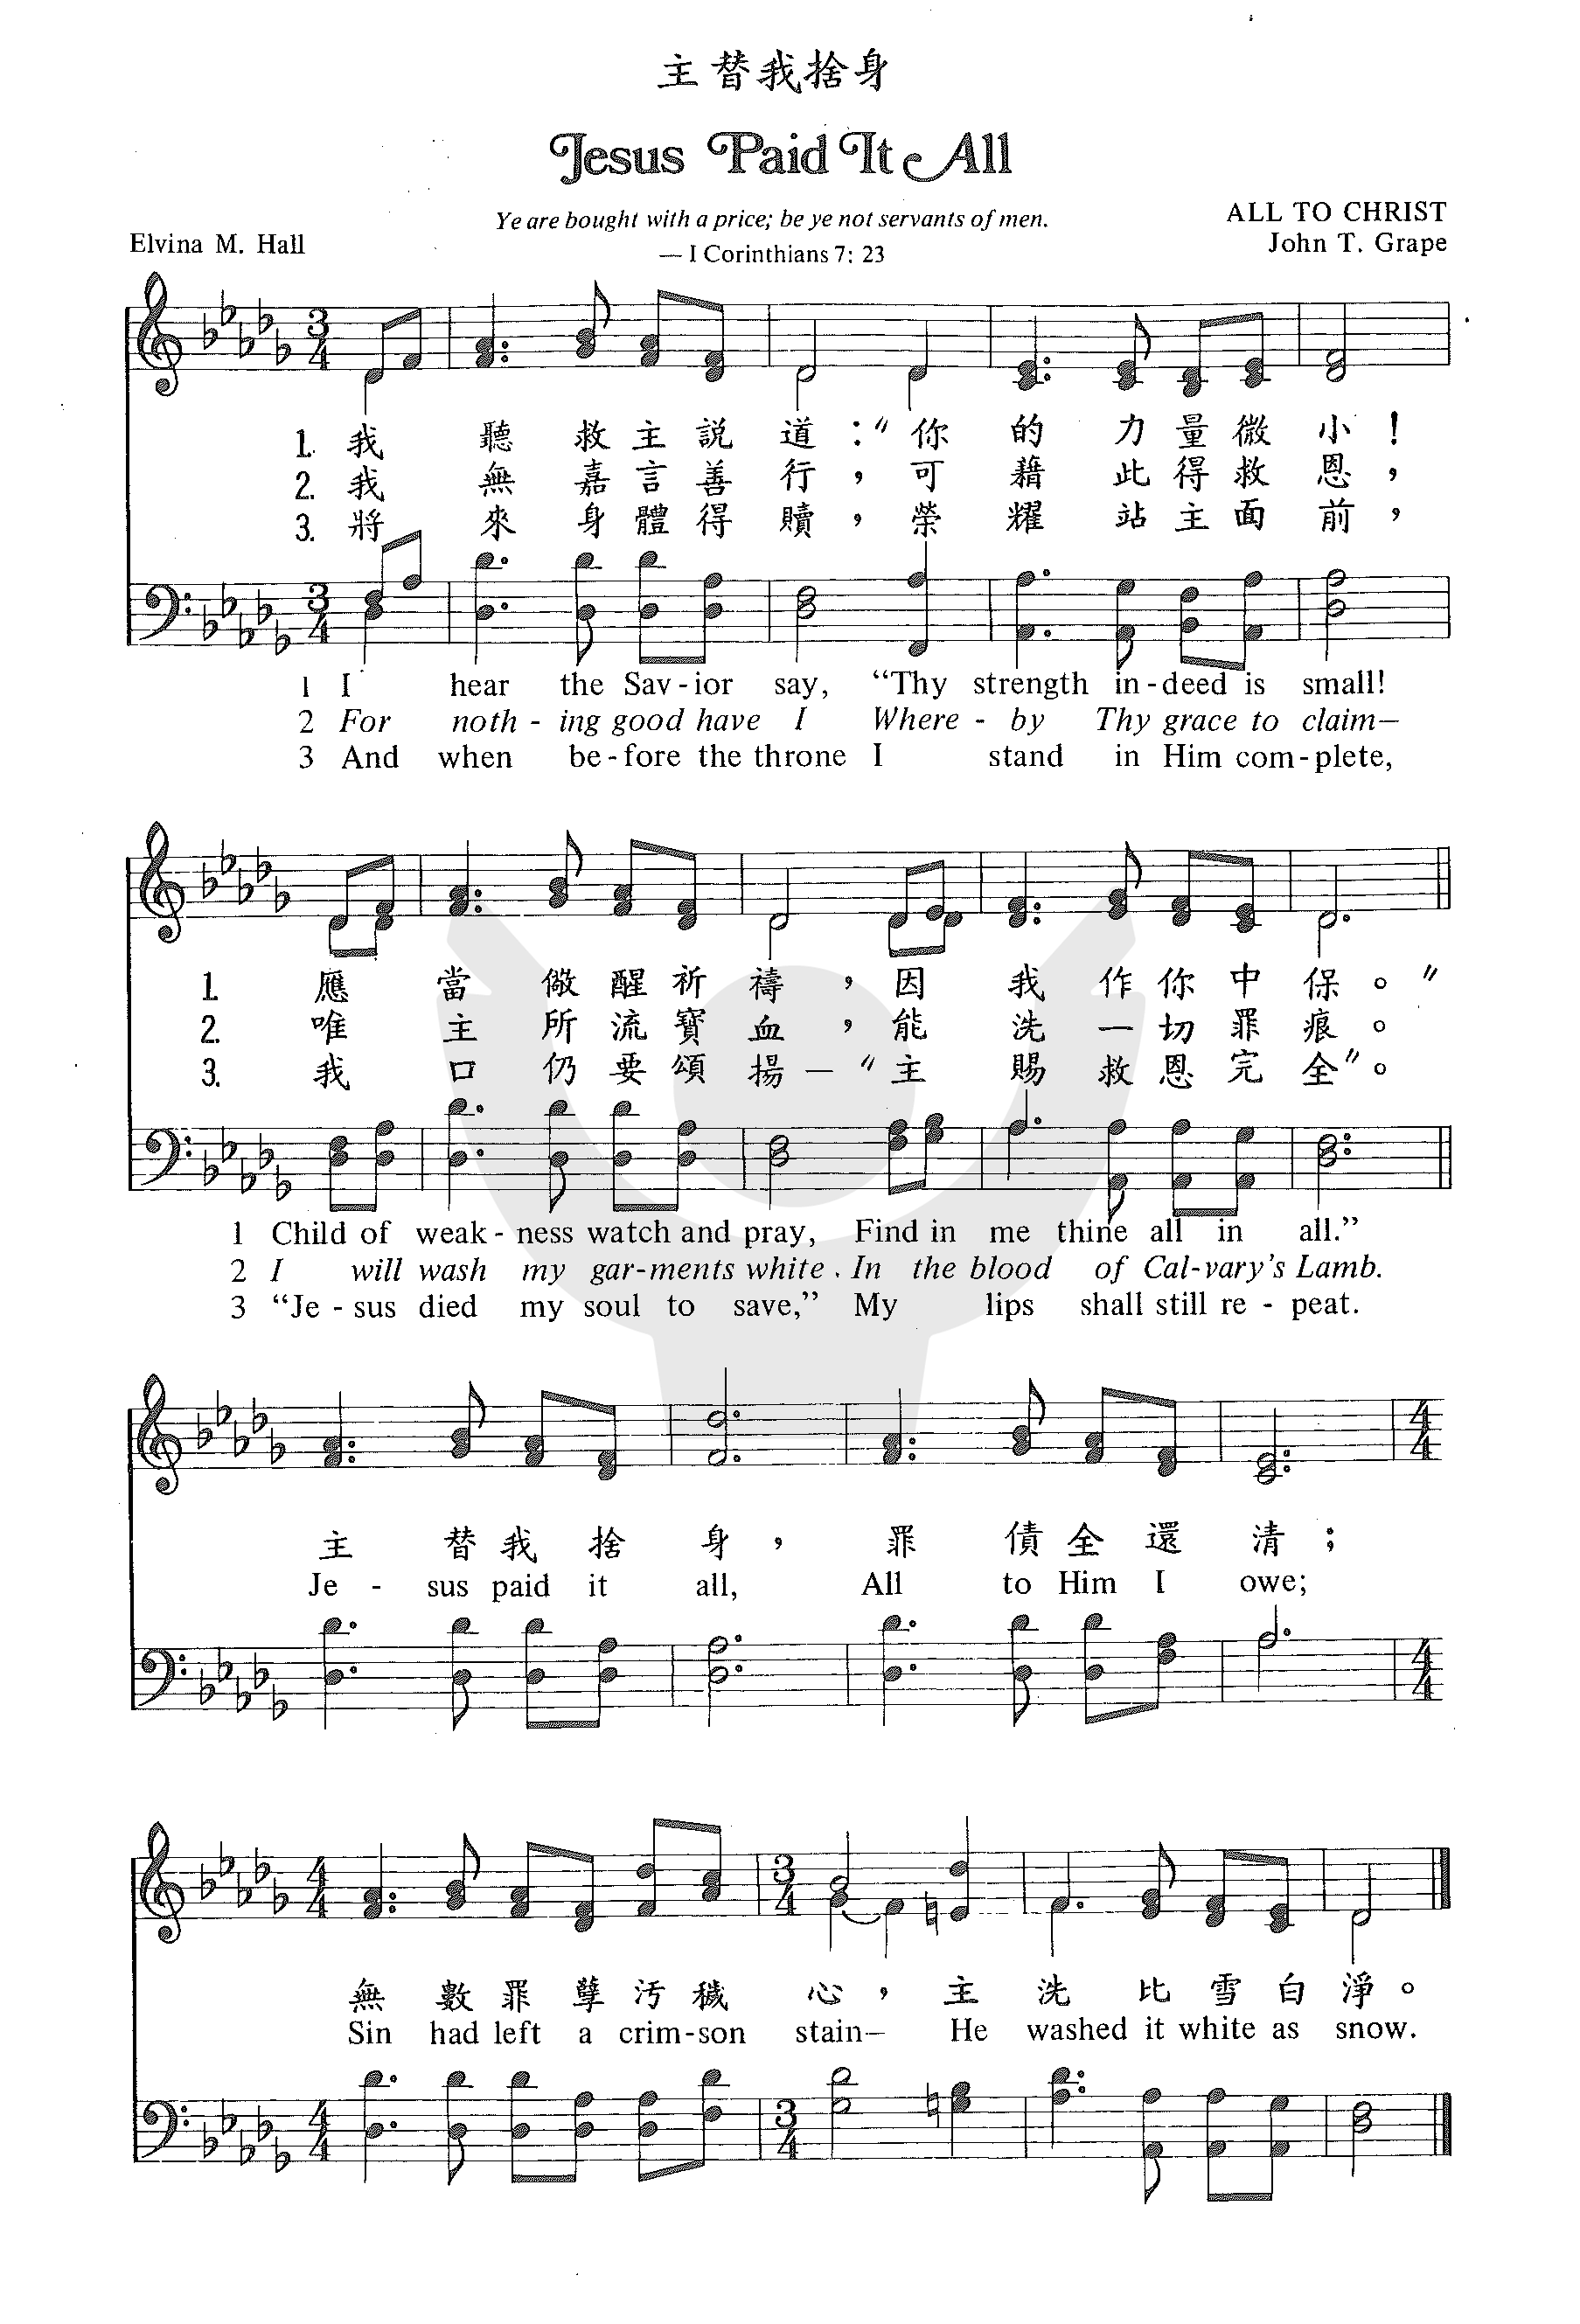 主替我捨身
Jesus Paid It All
Ye are bought with a price; be ye not servants of men.
— I Corinthians 7: 23
Elvina M. Hall
ALL TO CHRIST
John T. Grape
1. 我聽救主說道：“你的力量微小！
2. 我無嘉言善行，可藉此得救恩，
3. 將來身體得贖，榮耀站主面前，
1 I hear the Sav-ior say, “Thy strength in-deed is small!
2 For noth-ing good have I Where-by Thy grace to claim—
3 And when be-fore the throne I stand in Him com-plete,
1. 應當儆醒祈禱，因我作你中保。”
2. 唯主所流寶血，能洗一切罪痕。
3. 我口仍要頌揚—“主賜救恩完全”。
1 Child of weak-ness watch and pray, Find in me thine all in all.”
2 I will wash my gar-ments white. In the blood of Cal-vary’s Lamb.
3 “Je-sus died my soul to save,” My lips shall still re-peat.
主替我捨身，罪債全還清；
Je-sus paid it all, All to Him I owe;
無數罪孽污穢心，主洗比雪白淨。
Sin had left a crim-son stain— He washed it white as snow.